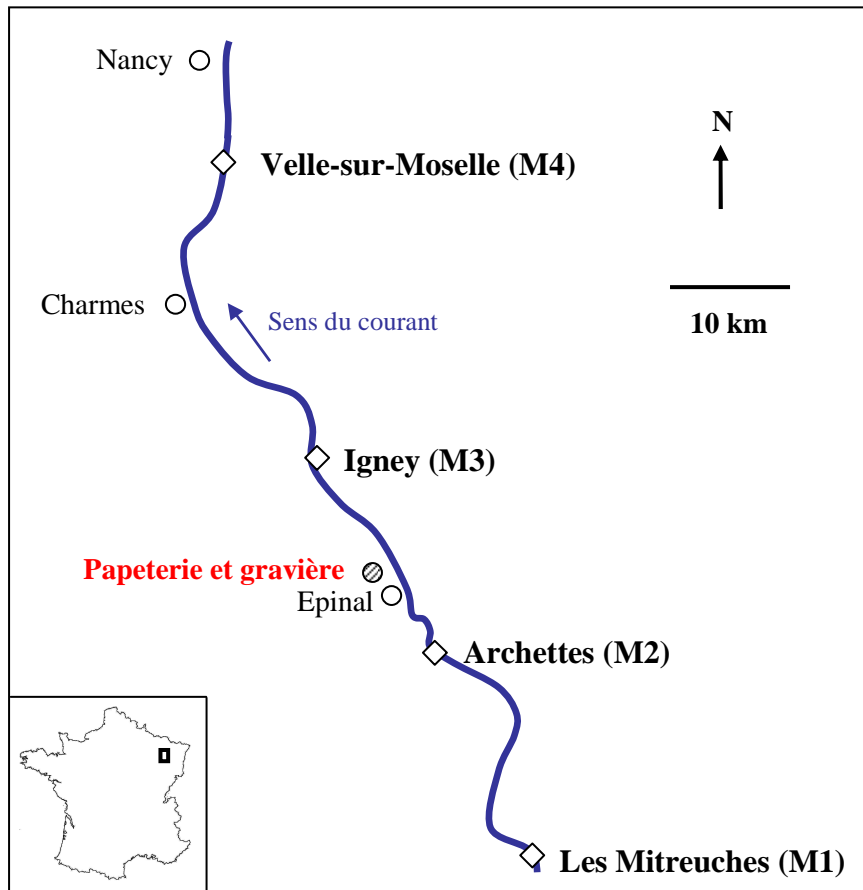 Nancy
N
Velle-sur-Moselle (M4)
Charmes
Sens du courant
10 km
Igney (M3)
Papeterie et gravière
Epinal
Archettes (M2)
Les Mitreuches (M1)